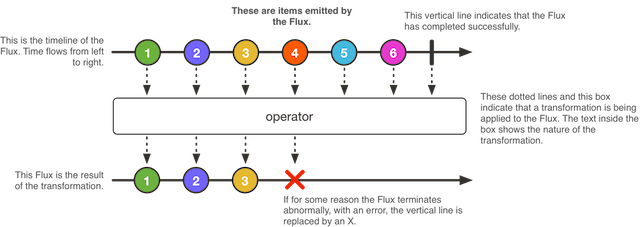 These are items emitted by
the Flux.
This vertical line indicates that the Flux
has completed successfully.
This is the timeline of the
Flux. Time flows from left
to right.
1 2 3 4 5 6
These dotted lines and this box
indicate that a transformation is being
applied to the Flux. The text inside the
box shows the nature of the
transformation.
operator
This Flux is the result
of the transformation.
1 2 3
If for some reason the Flux terminates
abnormally, with an error, the vertical line is
replaced by an X.